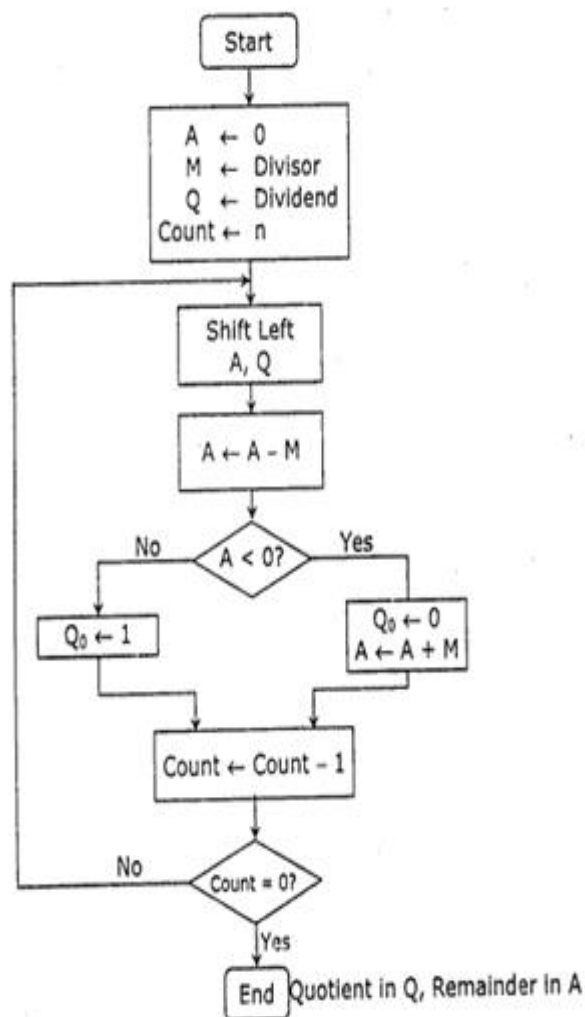 Start
A ← 0
M ← Divisor
Q ← Dividend
Count ← n
Shift Left
A, Q
A ← A – M
No
A < 0?
Yes
Q₀ ← 1
Q₀ ← 0
A ← A + M
Count ← Count – 1
No
Count = 0?
Yes
End
Quotient in Q, Remainder in A